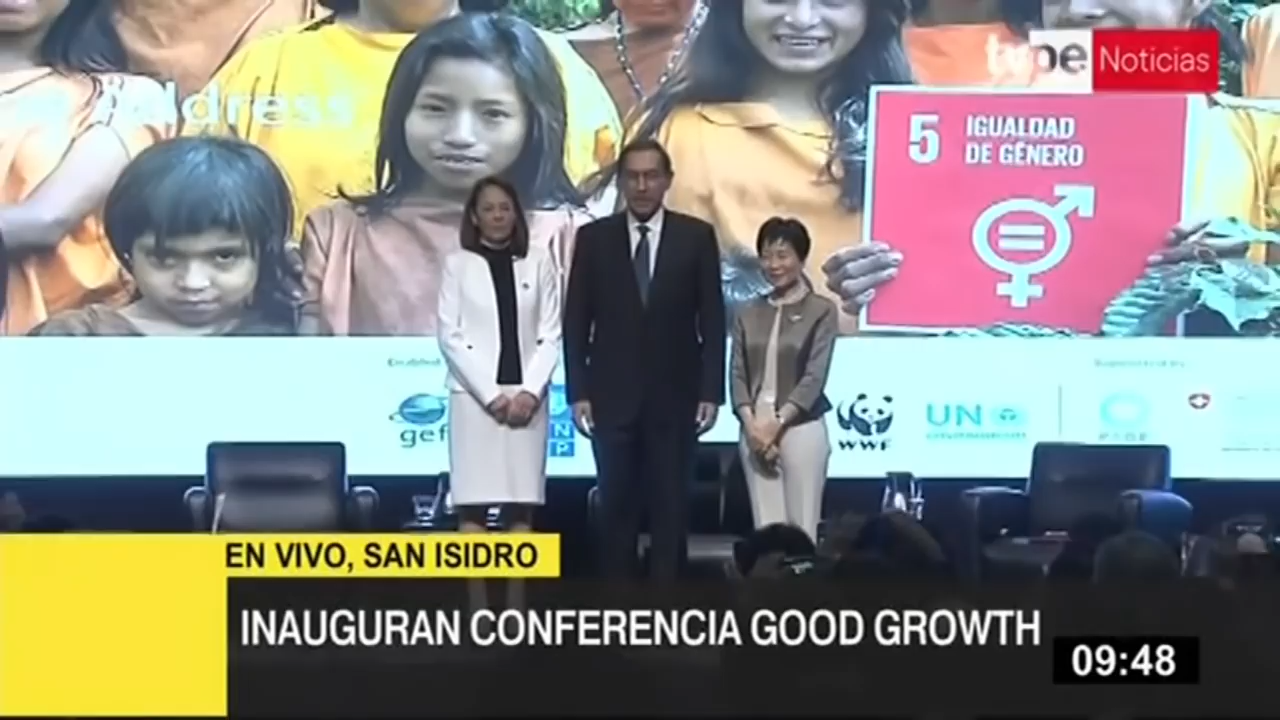 tvpe Noticias
Address
5 IGUALDAD
DE GÉNERO
gef
N
P
WWF
UN
EN VIVO, SAN ISIDRO
INAUGURAN CONFERENCIA GOOD GROWTH
09:48